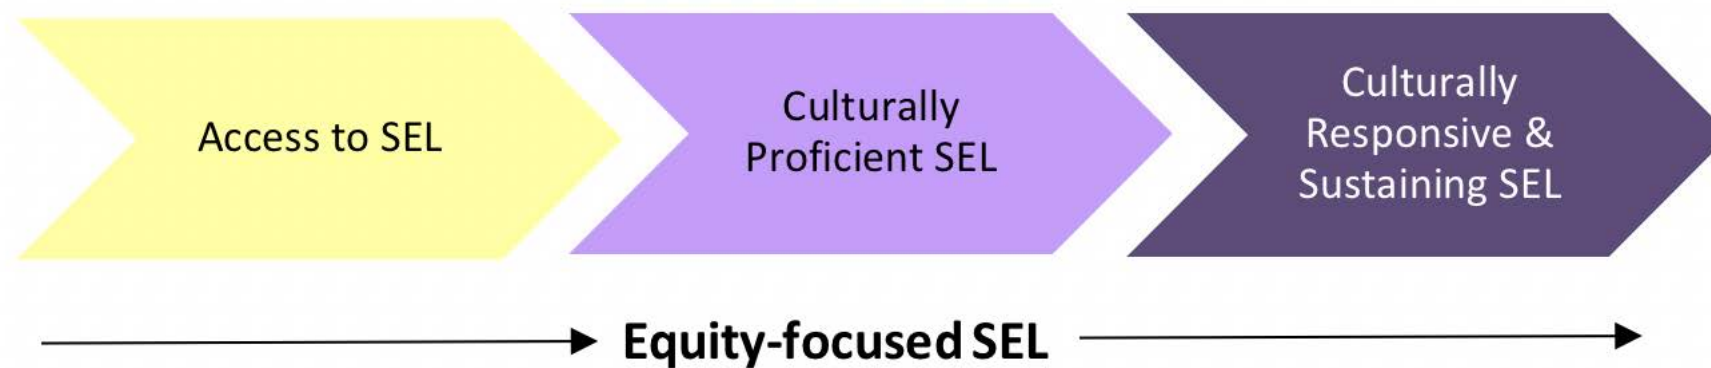 Access to SEL
Culturally
Proficient SEL
Culturally
Responsive &
Sustaining SEL
Equity-focused SEL